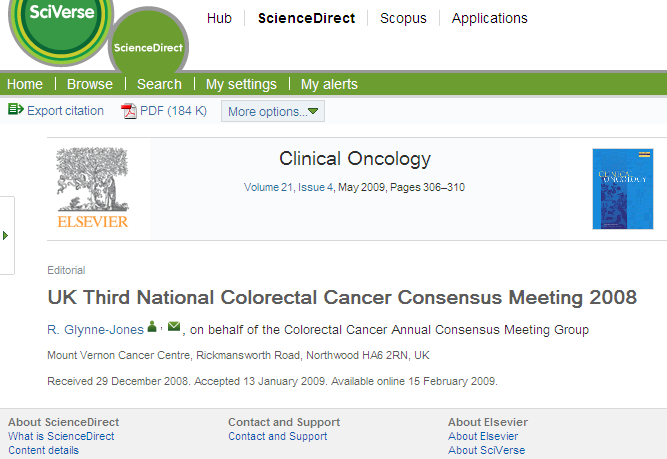 SciVerse
ScienceDirect
Hub ScienceDirect Scopus Applications
Home Browse Search My settings My alerts
Export citation PDF (184 K) More options...
ELSEVIER
Clinical Oncology
Volume 21, Issue 4, May 2009, Pages 306–310
CLINICAL
ONCOLOGY
Editorial
UK Third National Colorectal Cancer Consensus Meeting 2008
R. Glynne-Jones , , on behalf of the Colorectal Cancer Annual Consensus Meeting Group
Mount Vernon Cancer Centre, Rickmansworth Road, Northwood HA6 2RN, UK
Received 29 December 2008. Accepted 13 January 2009. Available online 15 February 2009.
About ScienceDirect Contact and Support About Elsevier
What is ScienceDirect Contact and Support About Elsevier
Content details About SciVerse